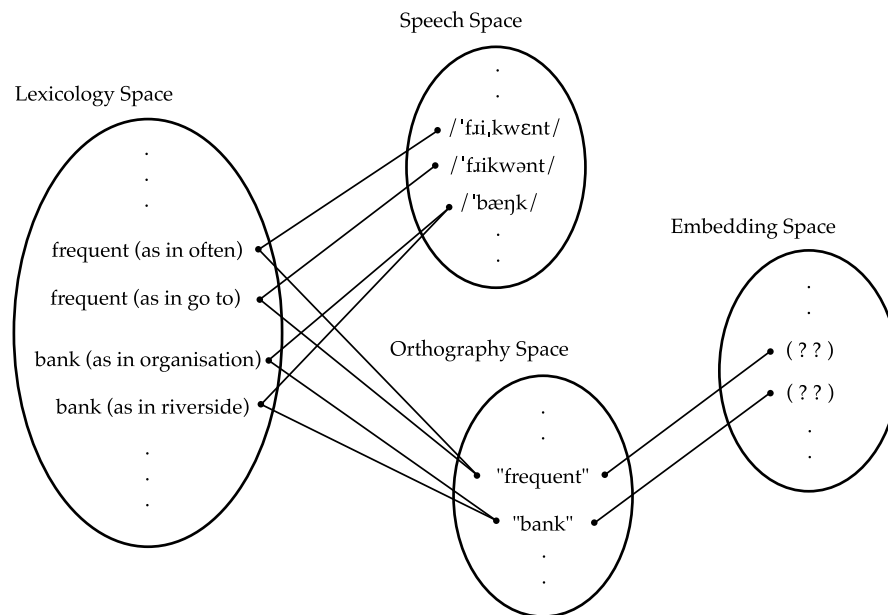 Speech Space
/ˈfɹiˌkwɛnt/
/ˈfɹikwənt/
/ˈbæŋk/
Lexicology Space
frequent (as in often)
frequent (as in go to)
bank (as in organisation)
bank (as in riverside)
Orthography Space
"frequent"
"bank"
Embedding Space
(??)
(??)